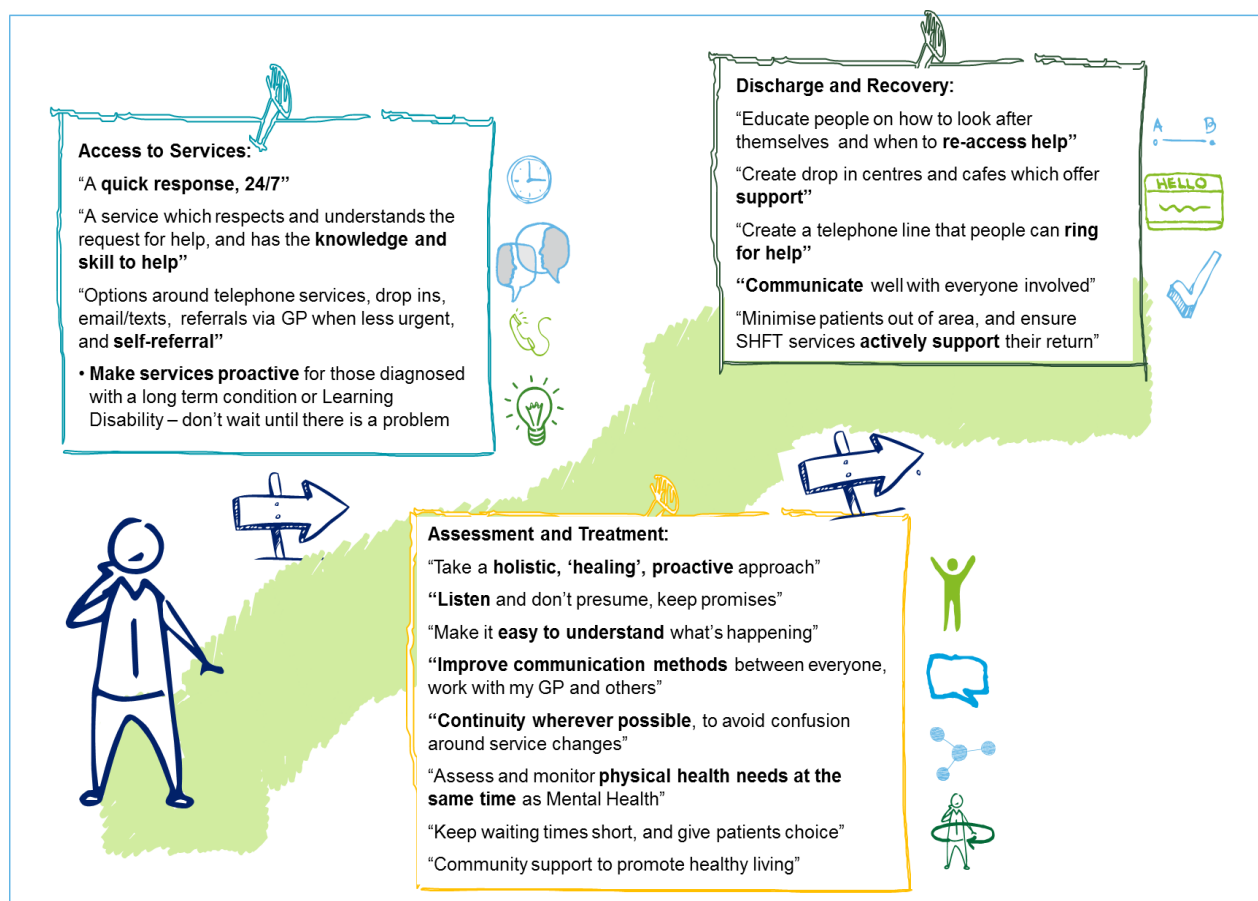 Access to Services:
“A quick response, 24/7”
“A service which respects and understands the
request for help, and has the knowledge and
skill to help”
“Options around telephone services, drop ins,
email/texts,  referrals via GP when less urgent,
and self-referral”
• Make services proactive for those diagnosed
with a long term condition or Learning
Disability – don’t wait until there is a problem
Discharge and Recovery:
“Educate people on how to look after
themselves  and when to re-access help”
“Create drop in centres and cafes which offer
support”
“Create a telephone line that people can ring
for help”
“Communicate well with everyone involved”
“Minimise patients out of area, and ensure
SHFT services actively support their return”
A B
HELLO
Assessment and Treatment:
“Take a holistic, ‘healing’, proactive approach”
“Listen and don’t presume, keep promises”
“Make it easy to understand what’s happening”
“Improve communication methods between everyone,
work with my GP and others”
“Continuity wherever possible, to avoid confusion
around service changes”
“Assess and monitor physical health needs at the
same time as Mental Health”
“Keep waiting times short, and give patients choice”
“Community support to promote healthy living”